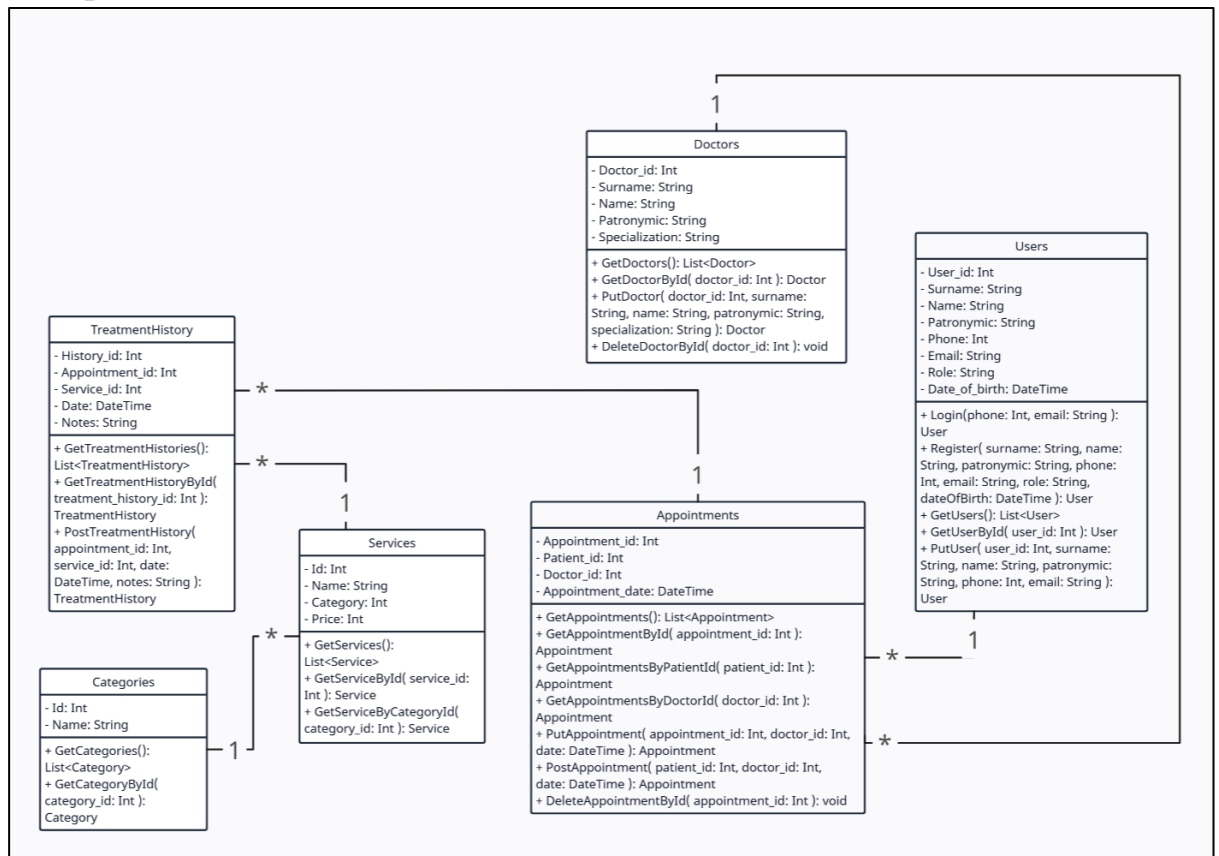 1
Doctors
- Doctor_id: Int
- Surname: String
- Name: String
- Patronymic: String
- Specialization: String
+ GetDoctors(): List<Doctor>
+ GetDoctorById( doctor_id: Int ): Doctor
+ PutDoctor( doctor_id: Int, surname:
String, name: String, patronymic: String,
specialization: String ): Doctor
+ DeleteDoctorById( doctor_id: Int ): void
Users
- User_id: Int
- Surname: String
- Name: String
- Patronymic: String
- Phone: Int
- Email: String
- Role: String
- Date_of_birth: DateTime
+ Login(phone: Int, email: String ):
User
+ Register( surname: String, name:
String, patronymic: String, phone:
Int, email: String, role: String,
dateOfBirth: DateTime ): User
+ GetUsers(): List<User>
+ GetUserById( user_id: Int ): User
+ PutUser( user_id: Int, surname:
String, name: String, patronymic:
String, phone: Int, email: String ):
User
1
TreatmentHistory
- History_id: Int
- Appointment_id: Int
- Service_id: Int
- Date: DateTime
- Notes: String
+ GetTreatmentHistories():
List<TreatmentHistory>
+ GetTreatmentHistoryById(
treatment_history_id: Int ):
TreatmentHistory
+ PostTreatmentHistory(
appointment_id: Int,
service_id: Int, date:
DateTime, notes: String ):
TreatmentHistory
*
1
*
1
Services
- Id: Int
- Name: String
- Category: Int
- Price: Int
+ GetServices():
List<Service>
+ GetServiceById( service_id:
Int ): Service
+ GetServiceByCategoryId(
category_id: Int ): Service
*
1
Categories
- Id: Int
- Name: String
+ GetCategories():
List<Category>
+ GetCategoryById(
category_id: Int ):
Category
Appointments
- Appointment_id: Int
- Patient_id: Int
- Doctor_id: Int
- Appointment_date: DateTime
+ GetAppointments(): List<Appointment>
+ GetAppointmentById( appointment_id: Int ):
Appointment
+ GetAppointmentsByPatientId( patient_id: Int ):
Appointment
+ GetAppointmentsByDoctorId( doctor_id: Int ):
Appointment
+ PutAppointment( appointment_id: Int, doctor_id: Int,
date: DateTime ): Appointment
+ PostAppointment( patient_id: Int, doctor_id: Int,
date: DateTime ): Appointment
+ DeleteAppointmentById( appointment_id: Int ): void
*
*